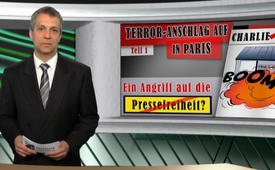 TERROR-ANSCHLAG AUF
Teil 1
IN PARIS
CHARLIE
BOOM
Ein Angriff auf die
Pressefreiheit?